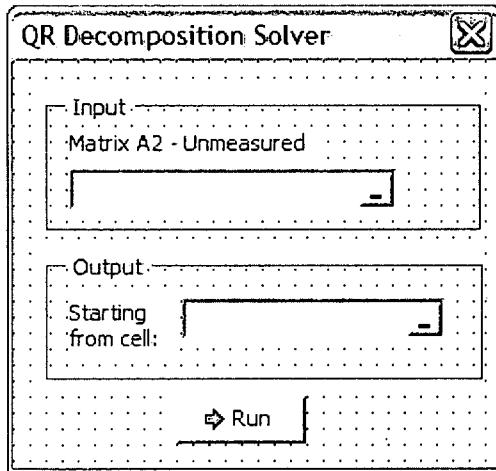 QR Decomposition Solver
Input
Matrix A2 - Unmeasured
Output
Starting
from cell:
Run